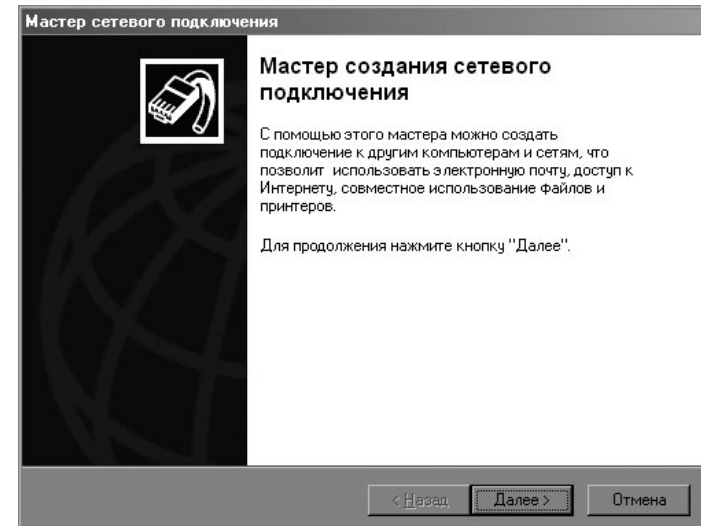 Мастер сетевого подключения
Мастер создания сетевого
подключения
С помощью этого мастера можно создать
подключение к другим компьютерам и сетям, что
позволит использовать электронную почту, доступ к
Интернету, совместное использование файлов и
принтеров.
Для продолжения нажмите кнопку "Далее".
< Назад Далее > Отмена